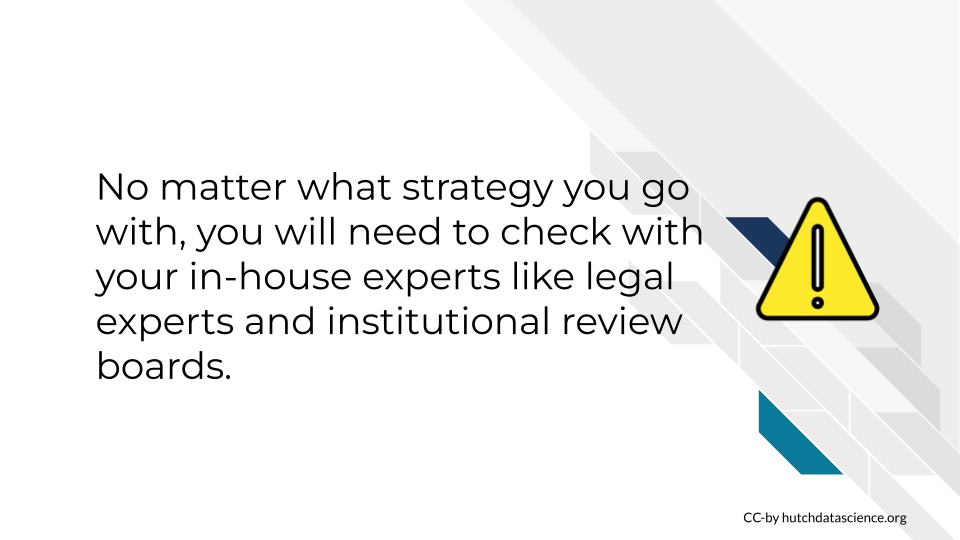 No matter what strategy you go
with, you will need to check with
your in-house experts like legal
experts and institutional review
boards.
CC-by hutchdatascience.org